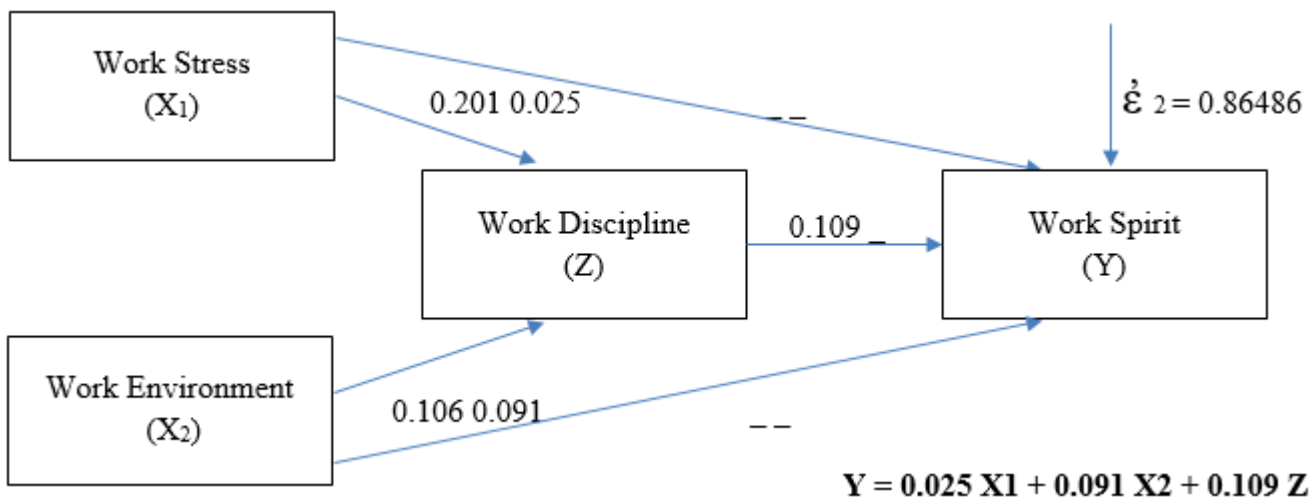 Work Stress
(X1)
0.201 0.025
_ _
ἐ 2 = 0.86486
Work Discipline
(Z)
0.109 _
Work Spirit
(Y)
Work Environment
(X2)
0.106 0.091
_ _
Y = 0.025 X1 + 0.091 X2 + 0.109 Z